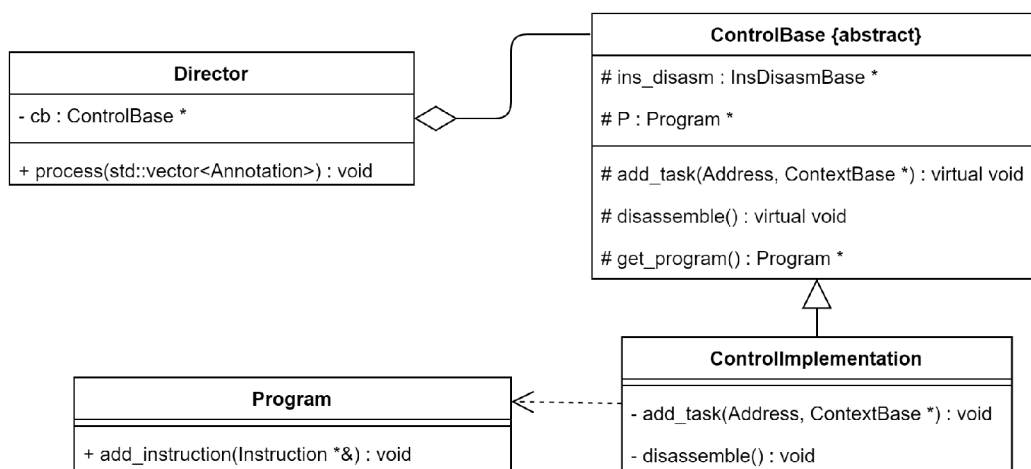 Director
- cb : ControlBase *
+ process(std::vector<Annotation>) : void
ControlBase {abstract}
# ins_disasm : InsDisasmBase *
# P : Program *
# add_task(Address, ContextBase *) : virtual void
# disassemble() : virtual void
# get_program() : Program *
Program
+ add_instruction(Instruction *&) : void
ControlImplementation
- add_task(Address, ContextBase *) : void
- disassemble() : void